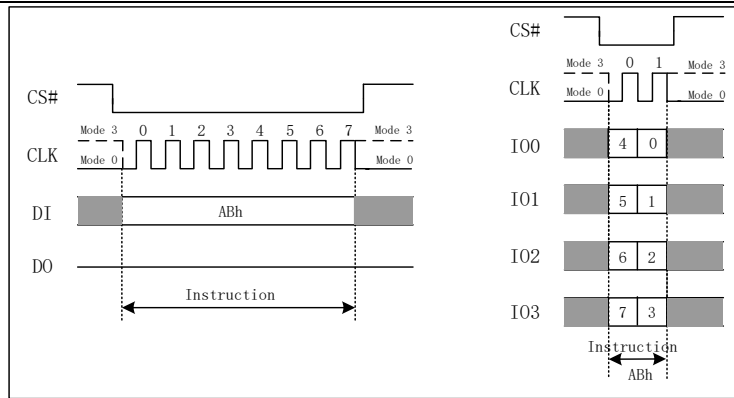 CS#
Mode 3 0 1 2 3 4 5 6 7 Mode 3
CLK
Mode 0 Mode 0
DI ABh
DO
Instruction
CS#
Mode 3 0 1 Mode 3
CLK
Mode 0 Mode 0
IO0 4 0
IO1 5 1
IO2 6 2
IO3 7 3
Instruction
ABh